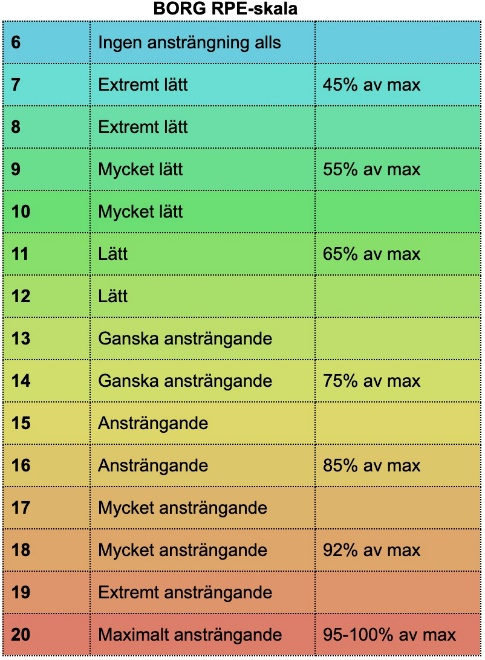 BORG RPE-skala
6 Ingen ansträngning alls
7 Extremt lätt 45% av max
8 Extremt lätt
9 Mycket lätt 55% av max
10 Mycket lätt
11 Lätt 65% av max
12 Lätt
13 Ganska ansträngande
14 Ganska ansträngande 75% av max
15 Ansträngande
16 Ansträngande 85% av max
17 Mycket ansträngande
18 Mycket ansträngande 92% av max
19 Extremt ansträngande
20 Maximalt ansträngande 95-100% av max